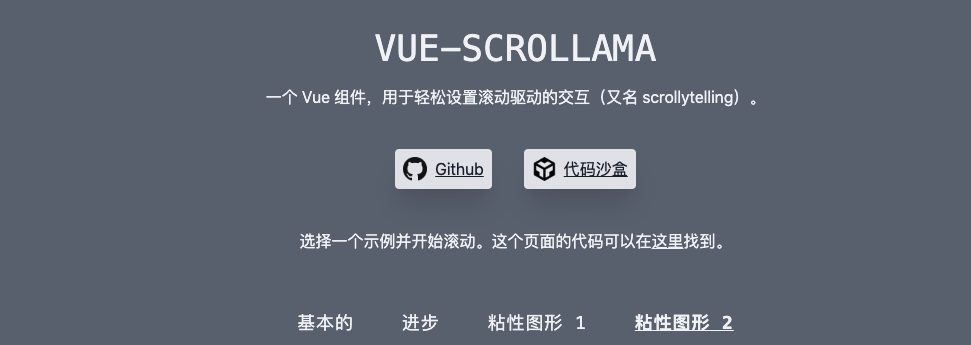 VUE-SCROLLAMA
一个 Vue 组件，用于轻松设置滚动驱动的交互（又名 scrollytelling）。
Github 代码沙盒
选择一个示例并开始滚动。这个页面的代码可以在这里找到。
基本的 进步 粘性图形 1 粘性图形 2